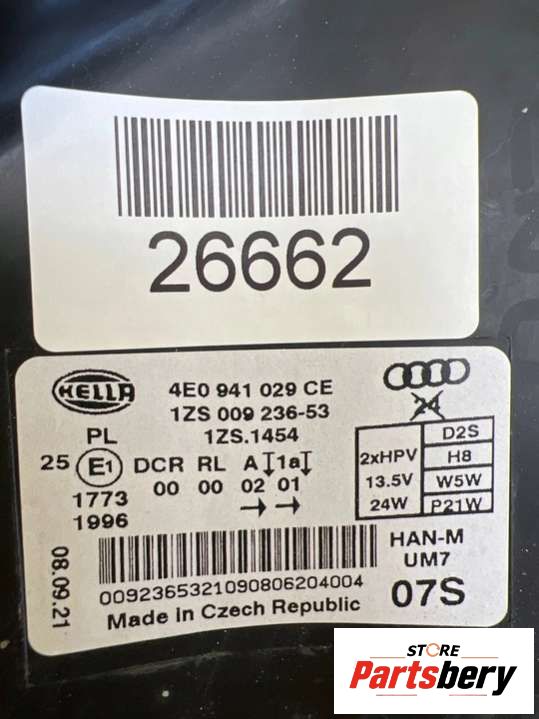 26662
HELLA
4E0 941 029 CE
1ZS 009 236-53
24
PL
1ZS.1454
25 E1 DCR RL A 1a
00 00 02 01
1773
1996
2xHPV
13.5V
24W
D2S
H8
W5W
P21W
HAN-M
UM7
07S
08.09.21
0092365321090806204004
Made in Czech Republic
STORE
Partsbery